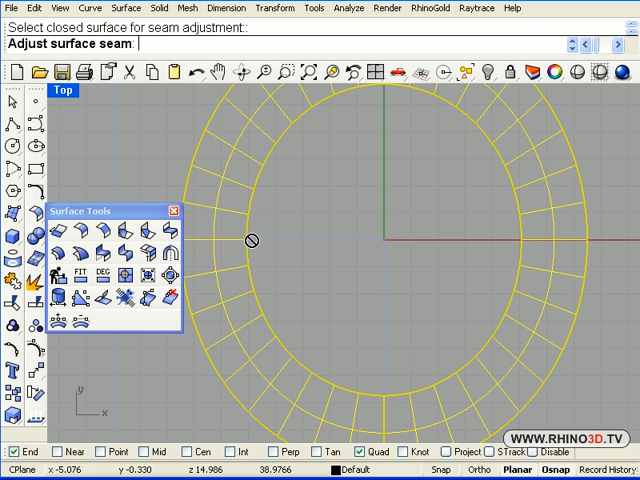 File Edit View Curve Surface Solid Mesh Dimension Transform Tools Analyze Render RhinoGold Raytrace Help
Select closed surface for seam adjustment::
Adjust surface seam:
Top
Surface Tools
FIT DEG
y
x
WWW.RHINO3D.TV
End Near Point Mid Cen Int Perp Tan Quad Knot Project STrack Disable
CPlane x -5.076 y -0.330 z 14.986 38.9766 Default Snap Ortho Planar Osnap Record History